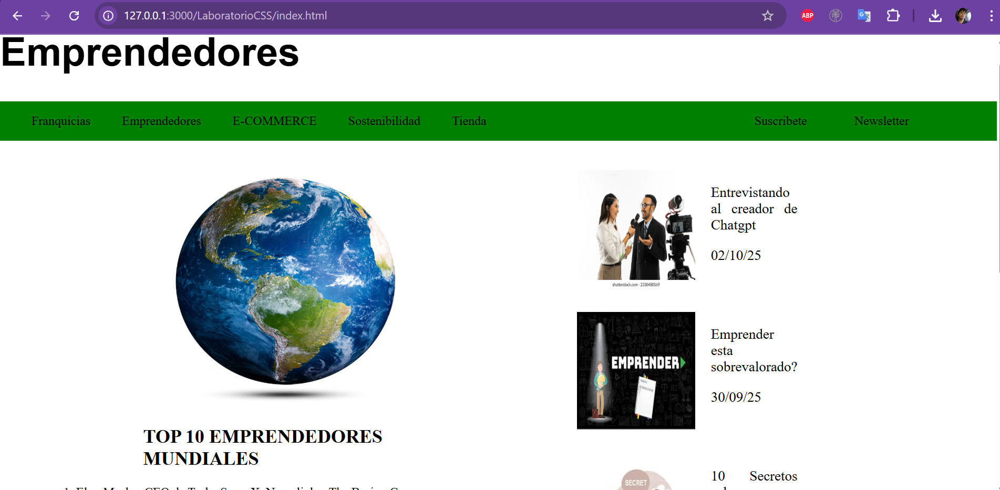 127.0.0.1:3000/LaboratorioCSS/index.html
ABP
Emprendedores
Franquicias Emprendedores E-COMMERCE Sostenibilidad Tienda Suscribete Newsletter
Entrevistando
al creador de
Chatgpt
02/10/25
shutterstock.com · 2330480169
EMPRENDER
Emprender
esta
sobrevalorado?
30/09/25
TOP 10 EMPRENDEDORES
MUNDIALES
SECRET
10 Secretos